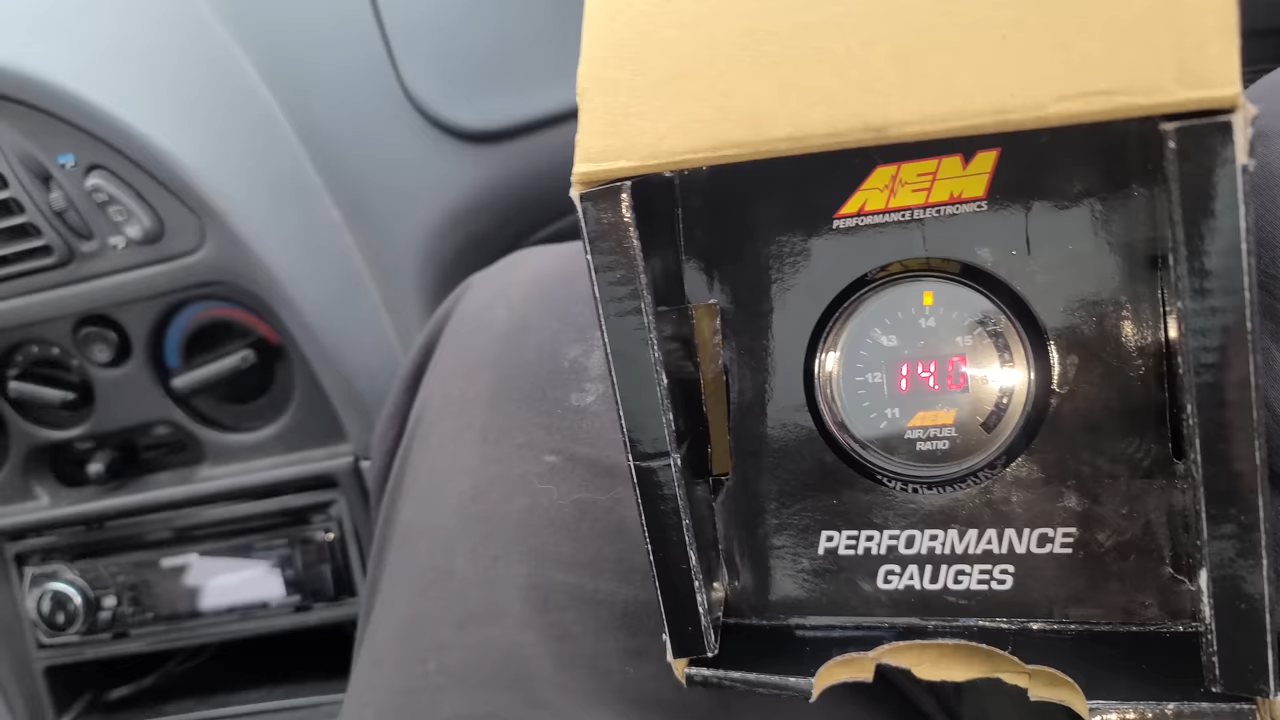 AEM
PERFORMANCE ELECTRONICS
14
13
15
12
14.0
11
AEM
AIR/FUEL
RATIO
PERFORMANCE
GAUGES